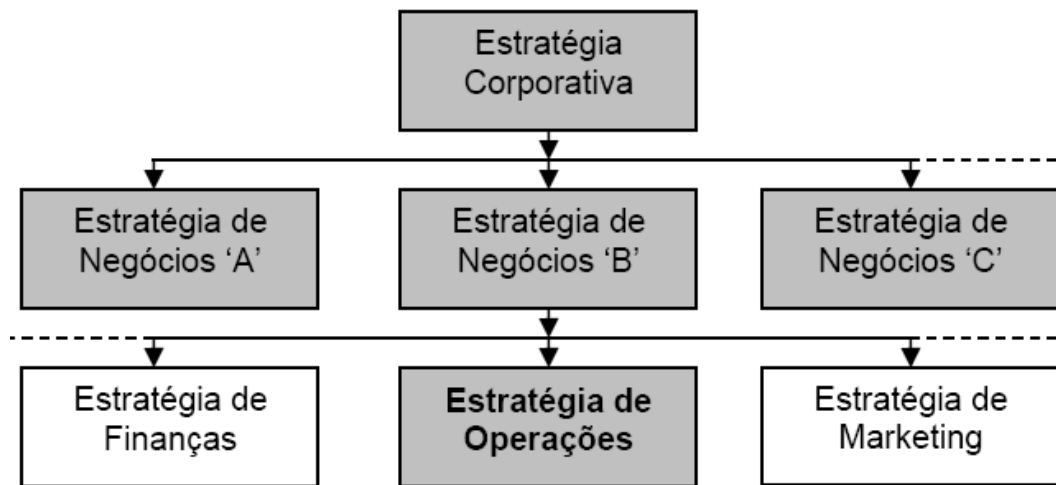 Estratégia
Corporativa
Estratégia de
Negócios ‘A’
Estratégia de
Negócios ‘B’
Estratégia de
Negócios ‘C’
Estratégia de
Finanças
Estratégia de
Operações
Estratégia de
Marketing